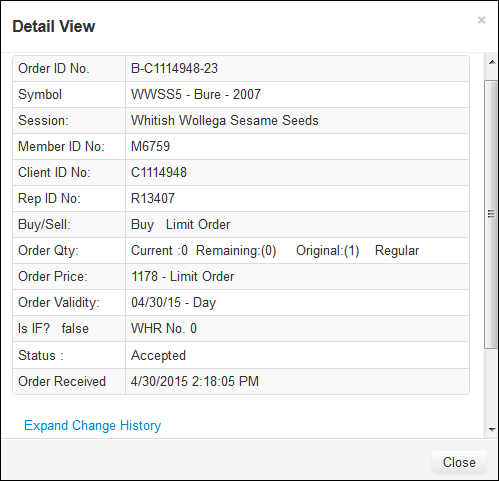 Detail View ×
Order ID No. B-C1114948-23
Symbol WWSS5 - Bure - 2007
Session: Whitish Wollega Sesame Seeds
Member ID No: M6759
Client ID No: C1114948
Rep ID No: R13407
Buy/Sell: Buy Limit Order
Order Qty: Current :0 Remaining:(0) Original:(1) Regular
Order Price: 1178 - Limit Order
Order Validity: 04/30/15 - Day
Is IF? false WHR No. 0
Status : Accepted
Order Received 4/30/2015 2:18:05 PM
Expand Change History
Close